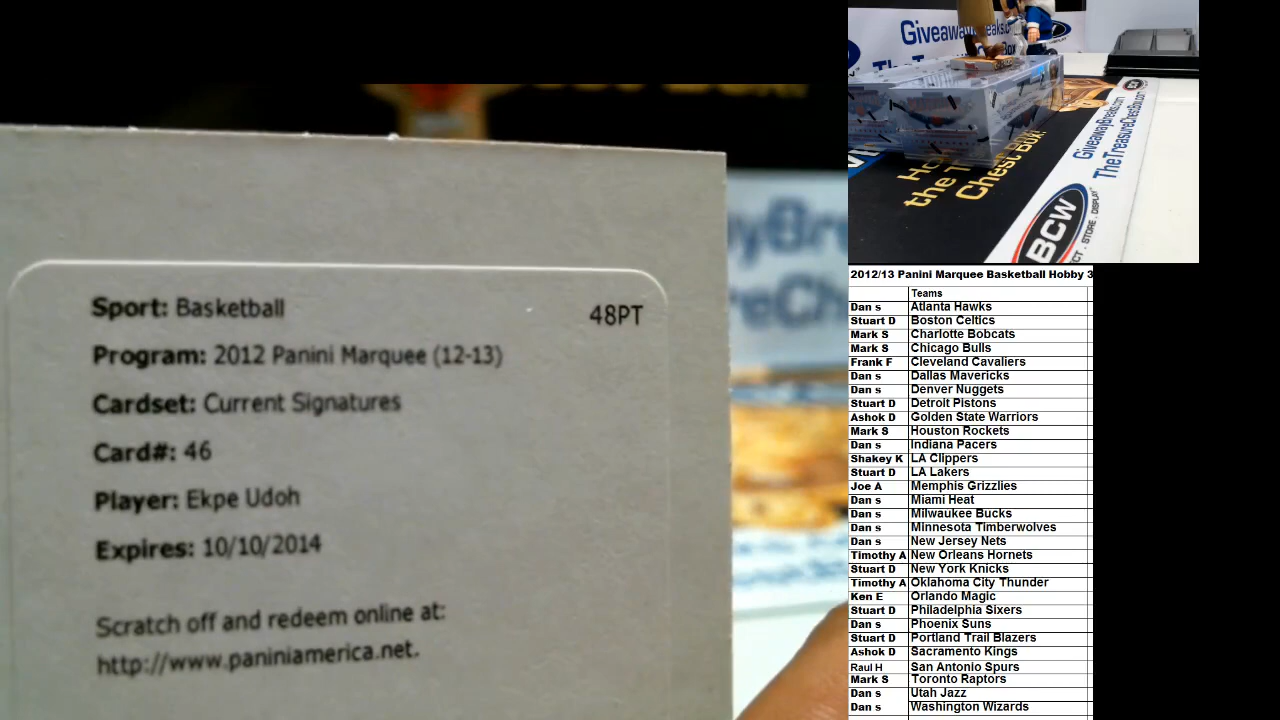 Sport: Basketball
48PT
Program: 2012 Panini Marquee (12-13)
Cardset: Current Signatures
Card#: 46
Player: Ekpe Udoh
Expires: 10/10/2014
Scratch off and redeem online at:
http://www.paniniamerica.net.
GiveawayBreaks.com
TheTreasureChestBox.com
the
Chest Box!
BCW
STORE . DISPLAY
2012/13 Panini Marquee Basketball Hobby 3
Teams
Dan s Atlanta Hawks
Stuart D Boston Celtics
Mark S Charlotte Bobcats
Mark S Chicago Bulls
Frank F Cleveland Cavaliers
Dan s Dallas Mavericks
Dan s Denver Nuggets
Stuart D Detroit Pistons
Ashok D Golden State Warriors
Mark S Houston Rockets
Dan s Indiana Pacers
Shakey K LA Clippers
Stuart D LA Lakers
Joe A Memphis Grizzlies
Dan s Miami Heat
Dan s Milwaukee Bucks
Dan s Minnesota Timberwolves
Dan s New Jersey Nets
Timothy A New Orleans Hornets
Stuart D New York Knicks
Timothy A Oklahoma City Thunder
Ken E Orlando Magic
Stuart D Philadelphia Sixers
Dan s Phoenix Suns
Stuart D Portland Trail Blazers
Ashok D Sacramento Kings
Raul H San Antonio Spurs
Mark S Toronto Raptors
Dan s Utah Jazz
Dan s Washington Wizards